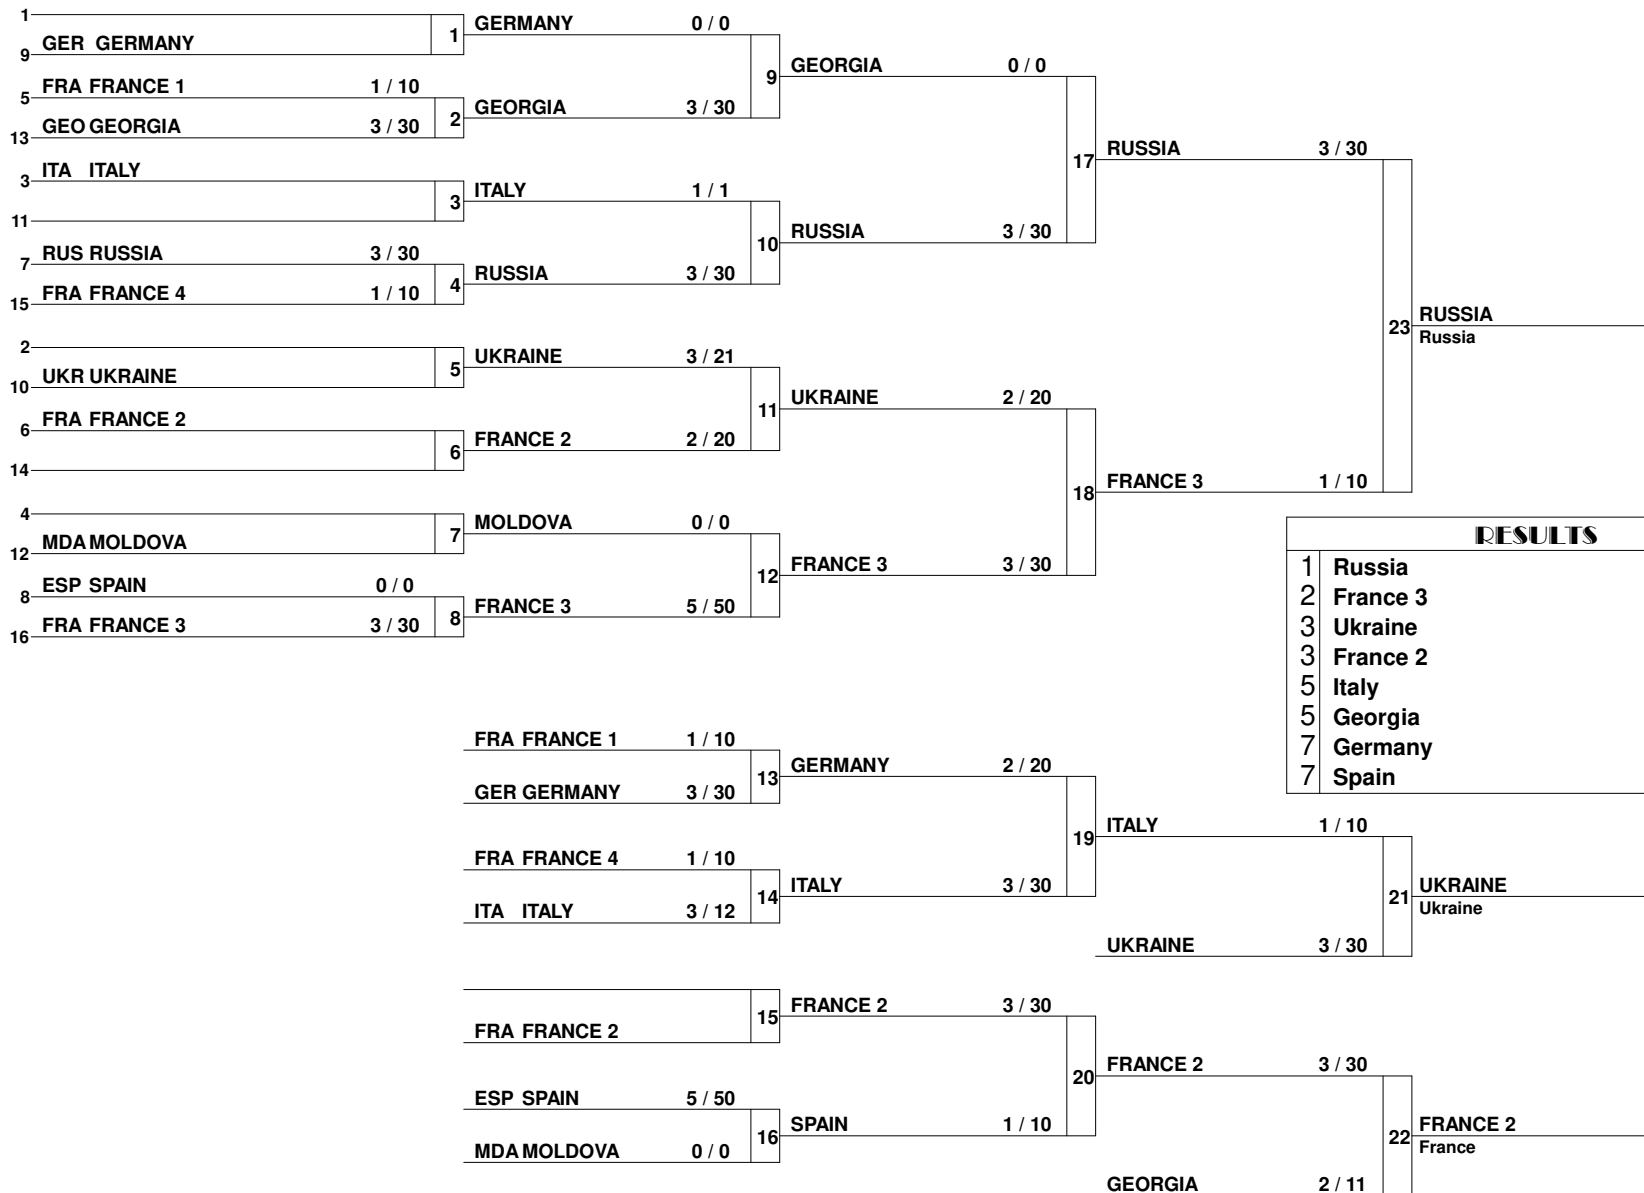 1
GER GERMANY
9
1
FRA FRANCE 1 1 / 10
5
GEO GEORGIA 3 / 30
13
2
ITA ITALY
3
11
3
RUS RUSSIA 3 / 30
7
FRA FRANCE 4 1 / 10
15
4
2
UKR UKRAINE
10
5
FRA FRANCE 2
6
14
6
4
MDA MOLDOVA
12
7
ESP SPAIN 0 / 0
8
FRA FRANCE 3 3 / 30
16
8
GERMANY 0 / 0
GEORGIA 3 / 30
9
ITALY 1 / 1
RUSSIA 3 / 30
10
UKRAINE 3 / 21
FRANCE 2 2 / 20
11
MOLDOVA 0 / 0
FRANCE 3 5 / 50
12
GEORGIA 0 / 0
RUSSIA 3 / 30
17
UKRAINE 2 / 20
FRANCE 3 3 / 30
18
RUSSIA 3 / 30
FRANCE 3 1 / 10
23
RUSSIA
Russia
RESULTS
1 Russia
2 France 3
3 Ukraine
3 France 2
5 Italy
5 Georgia
7 Germany
7 Spain
FRA FRANCE 1 1 / 10
GER GERMANY 3 / 30
13
FRA FRANCE 4 1 / 10
ITA ITALY 3 / 12
14
GERMANY 2 / 20
ITALY 3 / 30
19
ITALY 1 / 10
UKRAINE 3 / 30
21
UKRAINE
Ukraine
FRA FRANCE 2
15
ESP SPAIN 5 / 50
MDA MOLDOVA 0 / 0
16
FRANCE 2 3 / 30
SPAIN 1 / 10
20
FRANCE 2 3 / 30
GEORGIA 2 / 11
22
FRANCE 2
France